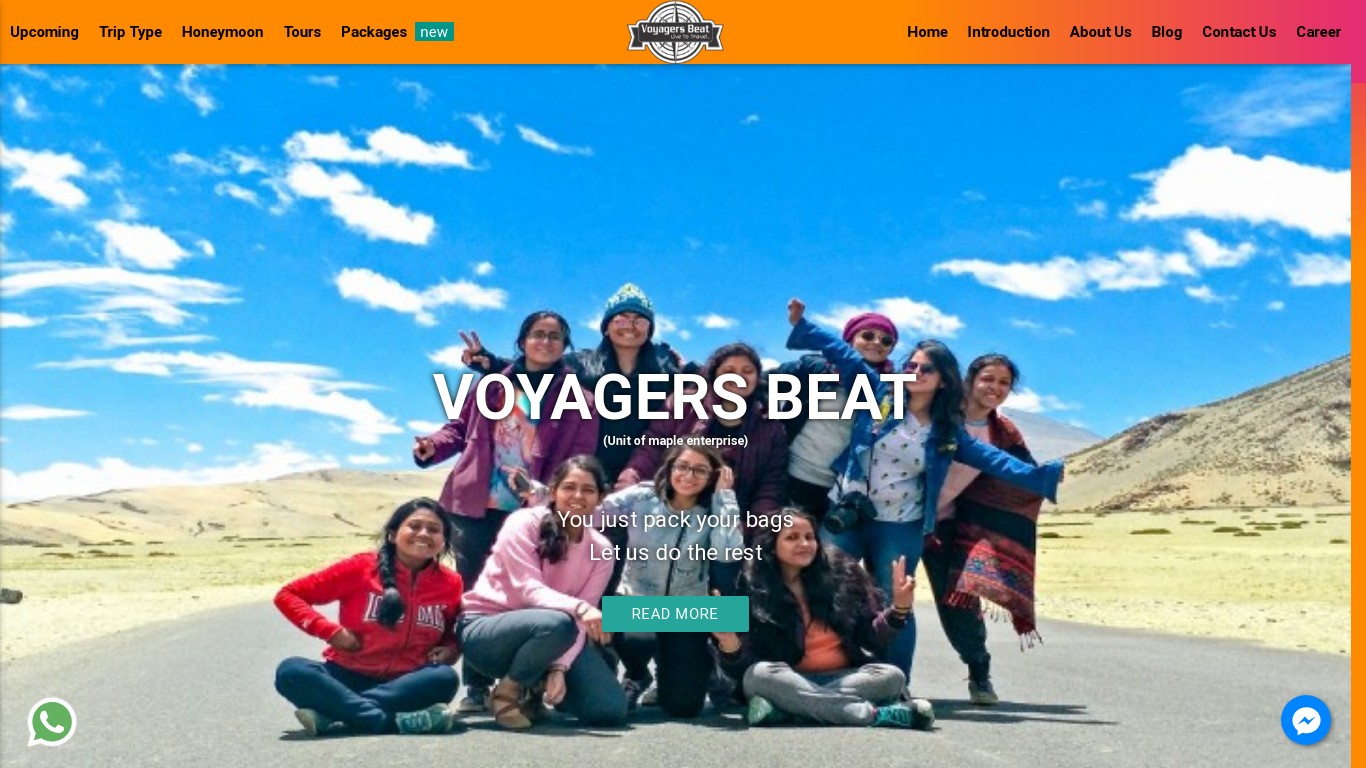 Upcoming Trip Type Honeymoon Tours Packages new
Voyagers Beat
Live To Travel..
Home Introduction About Us Blog Contact Us Career
VOYAGERS BEAT
(Unit of maple enterprise)
You just pack your bags
Let us do the rest
READ MORE